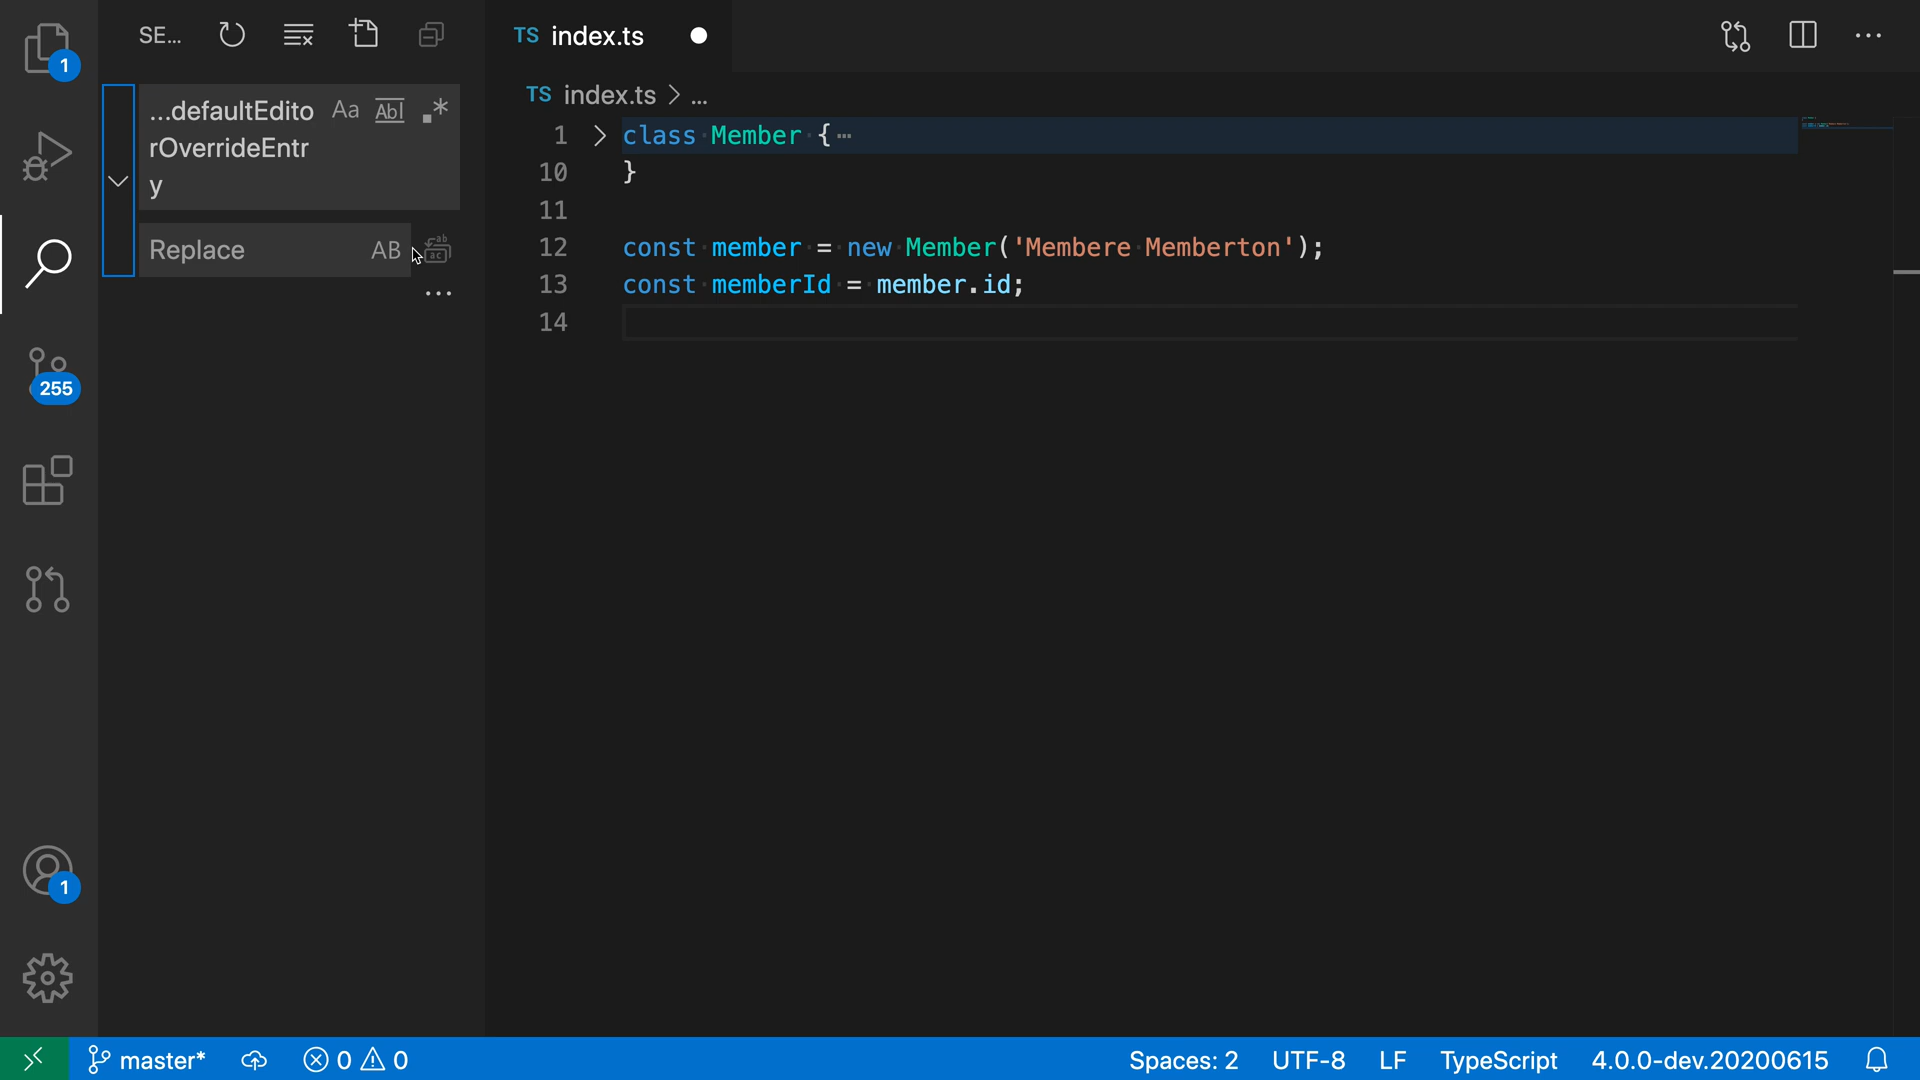 1
SE...
TS index.ts
TS index.ts > ...
...defaultEdito
rOverrideEntr
y
Aa Abl .*
Replace AB
...
1 class Member {…
10 }
11
12 const member = new Member('Membere Memberton');
13 const memberId = member.id;
14
255
1
master* 0 0 Spaces: 2 UTF-8 LF TypeScript 4.0.0-dev.20200615